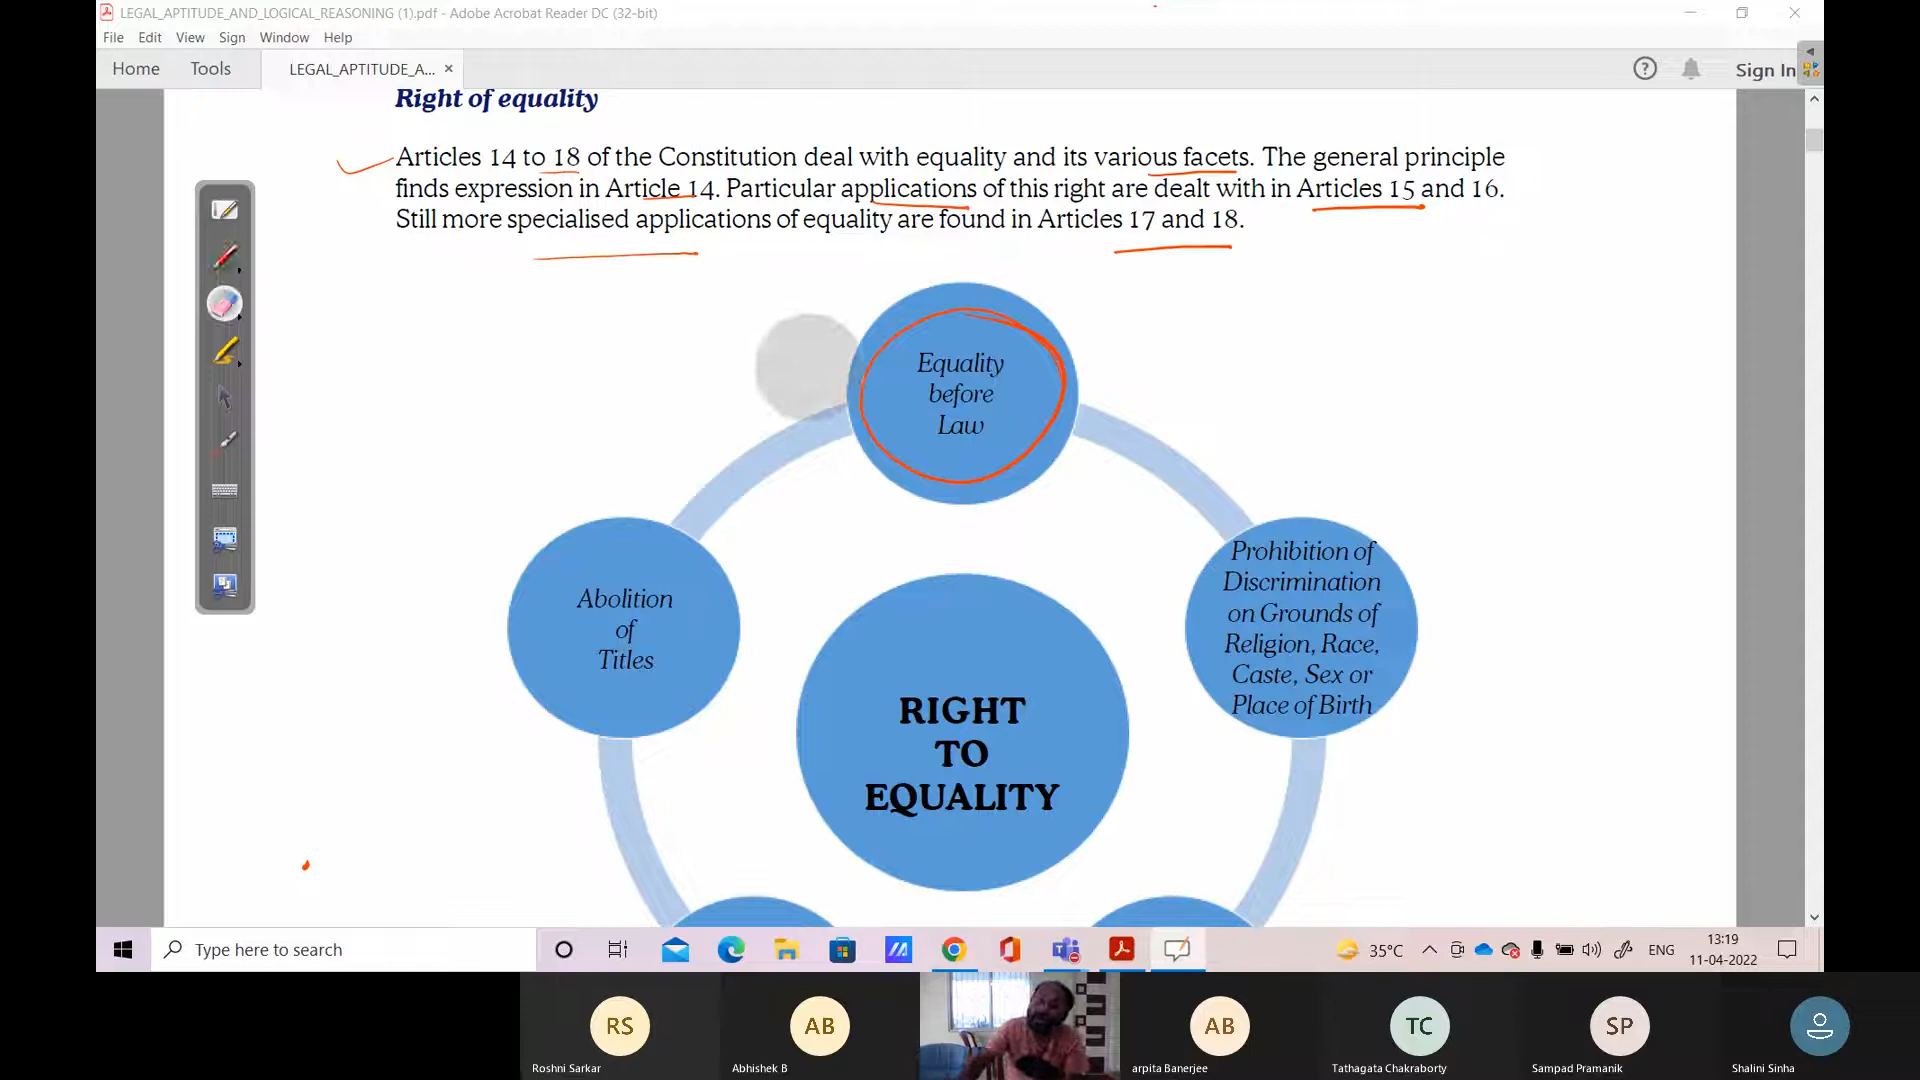 LEGAL_APTITUDE_AND_LOGICAL_REASONING (1).pdf - Adobe Acrobat Reader DC (32-bit)
File Edit View Sign Window Help
Home Tools LEGAL_APTITUDE_A... × Sign In
Right of equality
Articles 14 to 18 of the Constitution deal with equality and its various facets. The general principle
finds expression in Article 14. Particular applications of this right are dealt with in Articles 15 and 16.
Still more specialised applications of equality are found in Articles 17 and 18.
Equality
before
Law
Prohibition of
Discrimination
on Grounds of
Religion, Race,
Caste, Sex or
Place of Birth
Abolition
of
Titles
RIGHT
TO
EQUALITY
Type here to search
35°C
ENG
13:19
11-04-2022
RS AB AB TC SP
Roshni Sarkar Abhishek B arpita Banerjee Tathagata Chakraborty Sampad Pramanik Shalini Sinha